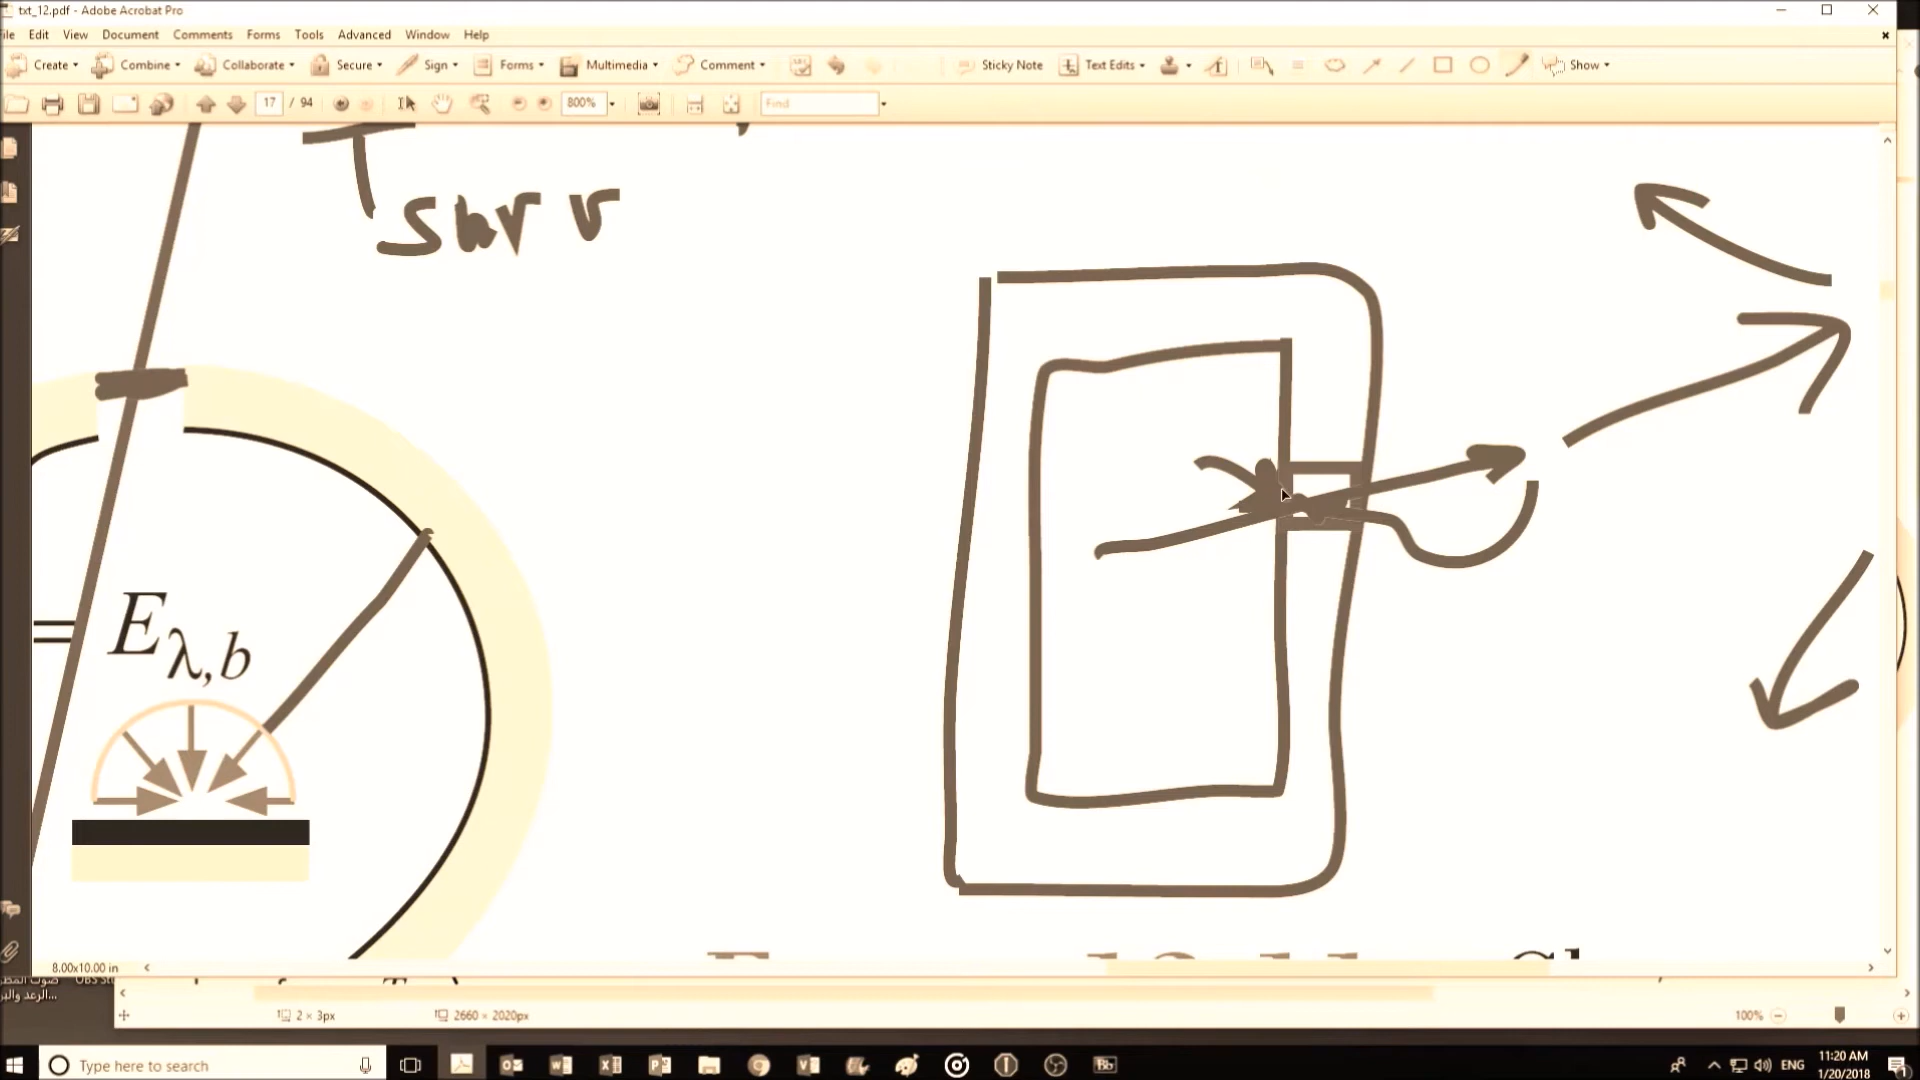 txt_12.pdf - Adobe Acrobat Pro
File Edit View Document Comments Forms Tools Advanced Window Help
Create Combine Collaborate Secure Sign Forms Multimedia Comment Sticky Note Text Edits Show
17 / 94 800% Find
T
surr
= Eλ,b
8.00x10.00 in
2 × 3px 2660 × 2020px 100%
Type here to search ENG 11:20 AM
1/20/2018